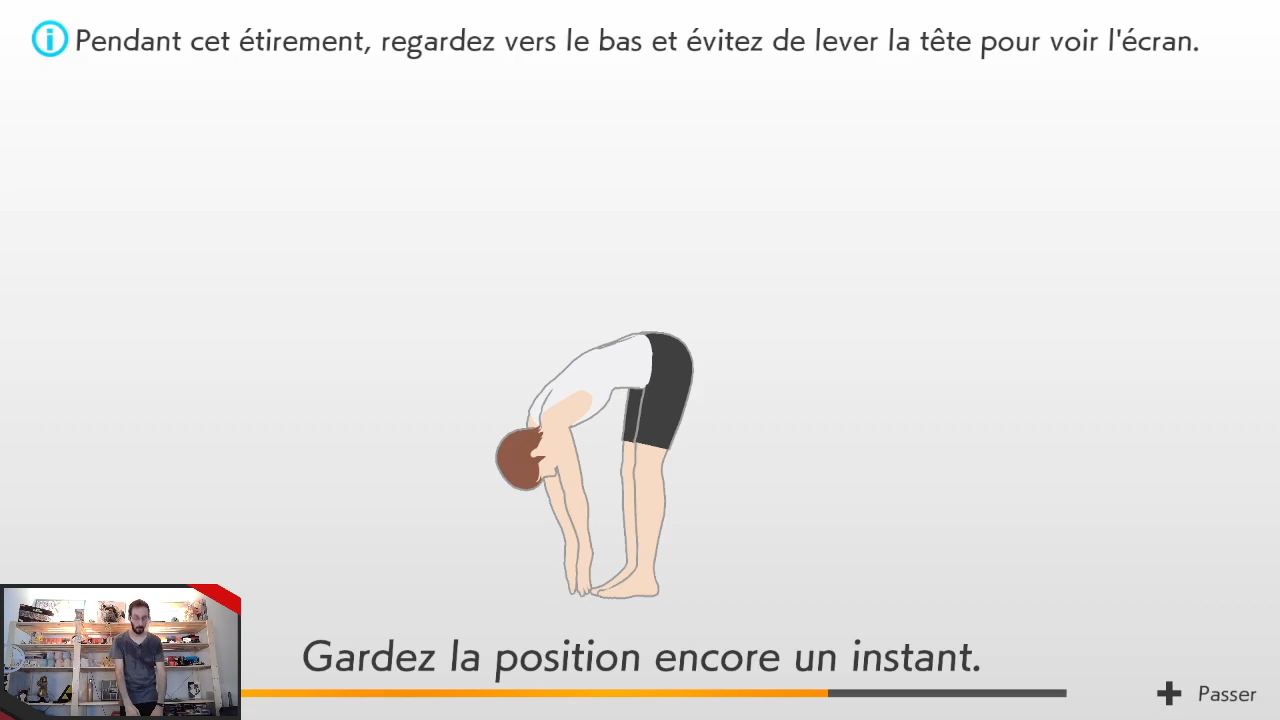 Pendant cet étirement, regardez vers le bas et évitez de lever la tête pour voir l'écran.
Gardez la position encore un instant.
Passer